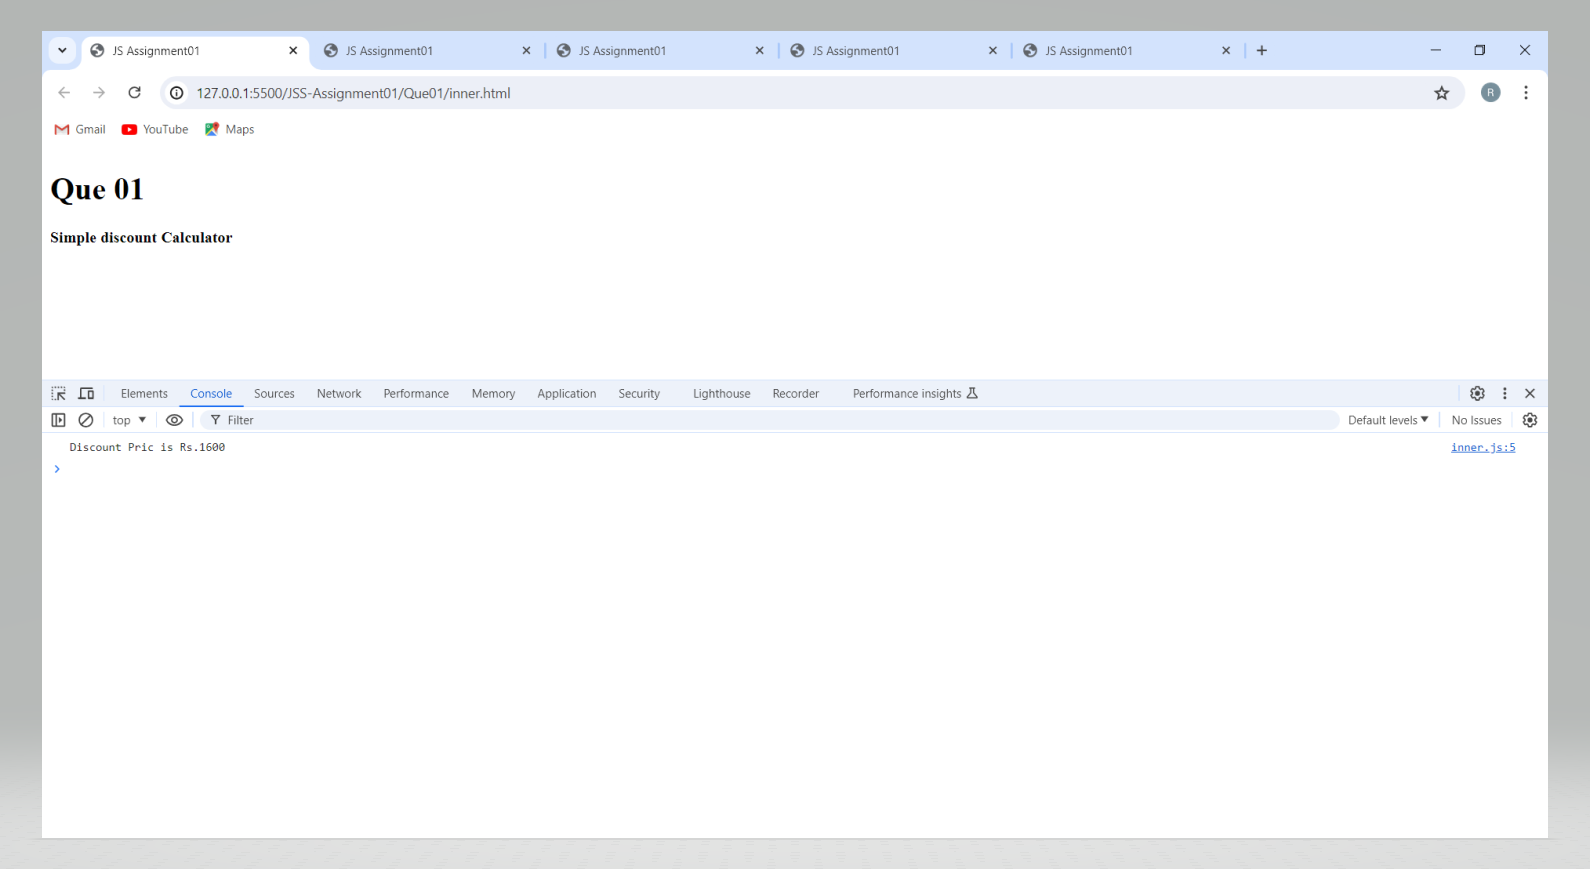 JS Assignment01 JS Assignment01 JS Assignment01 JS Assignment01 JS Assignment01
127.0.0.1:5500/JSS-Assignment01/Que01/inner.html R
Gmail YouTube Maps
Que 01
Simple discount Calculator
Elements Console Sources Network Performance Memory Application Security Lighthouse Recorder Performance insights
top Filter Default levels No Issues
Discount Pric is Rs.1600 inner.js:5